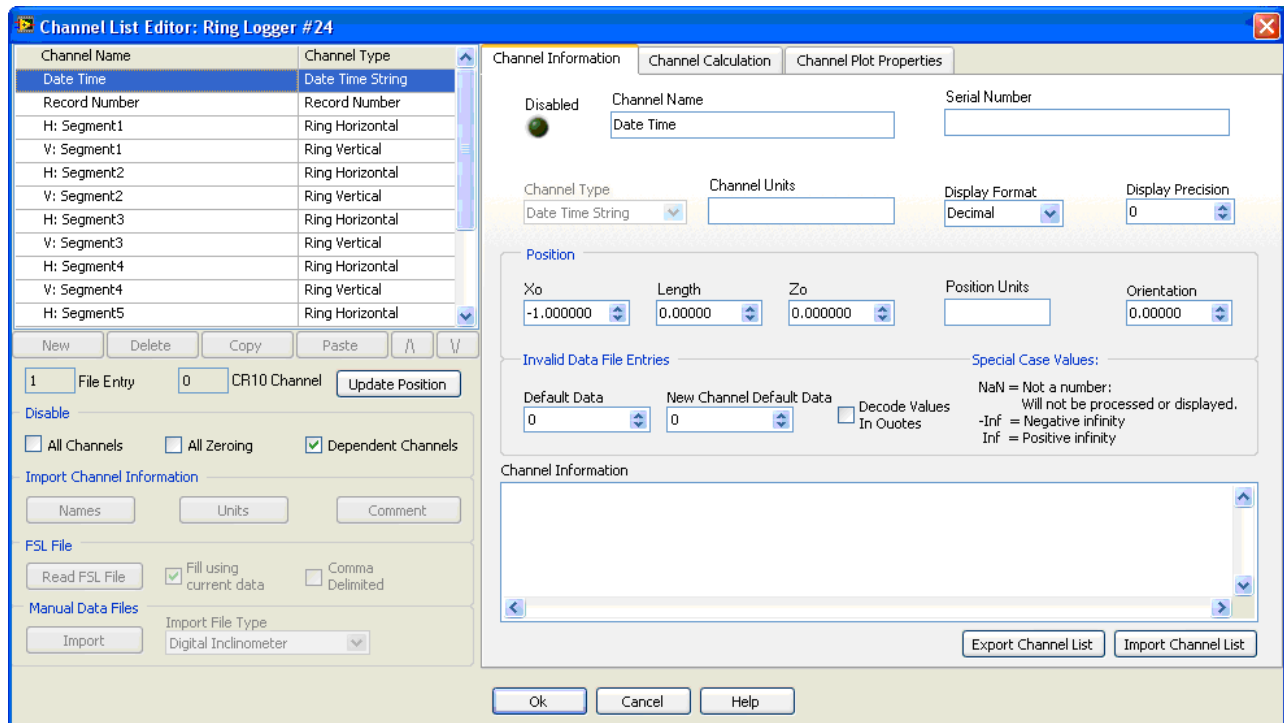 Channel List Editor: Ring Logger #24
Channel Name Channel Type
Date Time Date Time String
Record Number Record Number
H: Segment1 Ring Horizontal
V: Segment1 Ring Vertical
H: Segment2 Ring Horizontal
V: Segment2 Ring Vertical
H: Segment3 Ring Horizontal
V: Segment3 Ring Vertical
H: Segment4 Ring Horizontal
V: Segment4 Ring Vertical
H: Segment5 Ring Horizontal
New Delete Copy Paste /\ \/
1 File Entry 0 CR10 Channel Update Position
Disable
All Channels All Zeroing Dependent Channels
Import Channel Information
Names Units Comment
FSL File
Read FSL File Fill using current data Comma Delimited
Manual Data Files
Import File Type
Import Digital Inclinometer
Channel Information Channel Calculation Channel Plot Properties
Disabled Channel Name Serial Number
Date Time
Channel Type Channel Units Display Format Display Precision
Date Time String Decimal 0
Position
Xo Length Zo Position Units Orientation
-1.000000 0.00000 0.000000 0.00000
Invalid Data File Entries Special Case Values:
Default Data New Channel Default Data Decode Values In Quotes
0 0
NaN = Not a number:
Will not be processed or displayed.
-Inf = Negative infinity
Inf = Positive infinity
Channel Information
Export Channel List Import Channel List
Ok Cancel Help